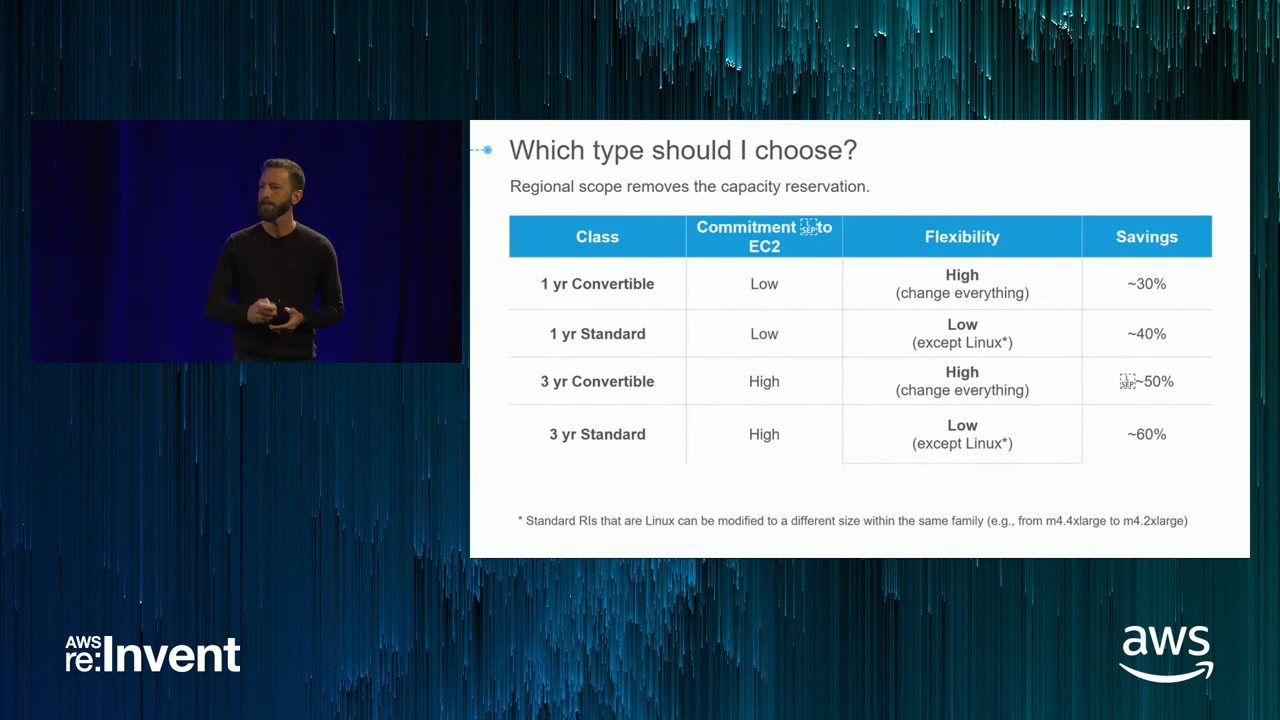 Which type should I choose?
Regional scope removes the capacity reservation.
Class
Commitment to
EC2
Flexibility
Savings
1 yr Convertible
Low
High
(change everything)
~30%
1 yr Standard
Low
Low
(except Linux*)
~40%
3 yr Convertible
High
High
(change everything)
~50%
3 yr Standard
High
Low
(except Linux*)
~60%
* Standard RIs that are Linux can be modified to a different size within the same family (e.g., from m4.4xlarge to m4.2xlarge)
AWS
re:Invent
aws